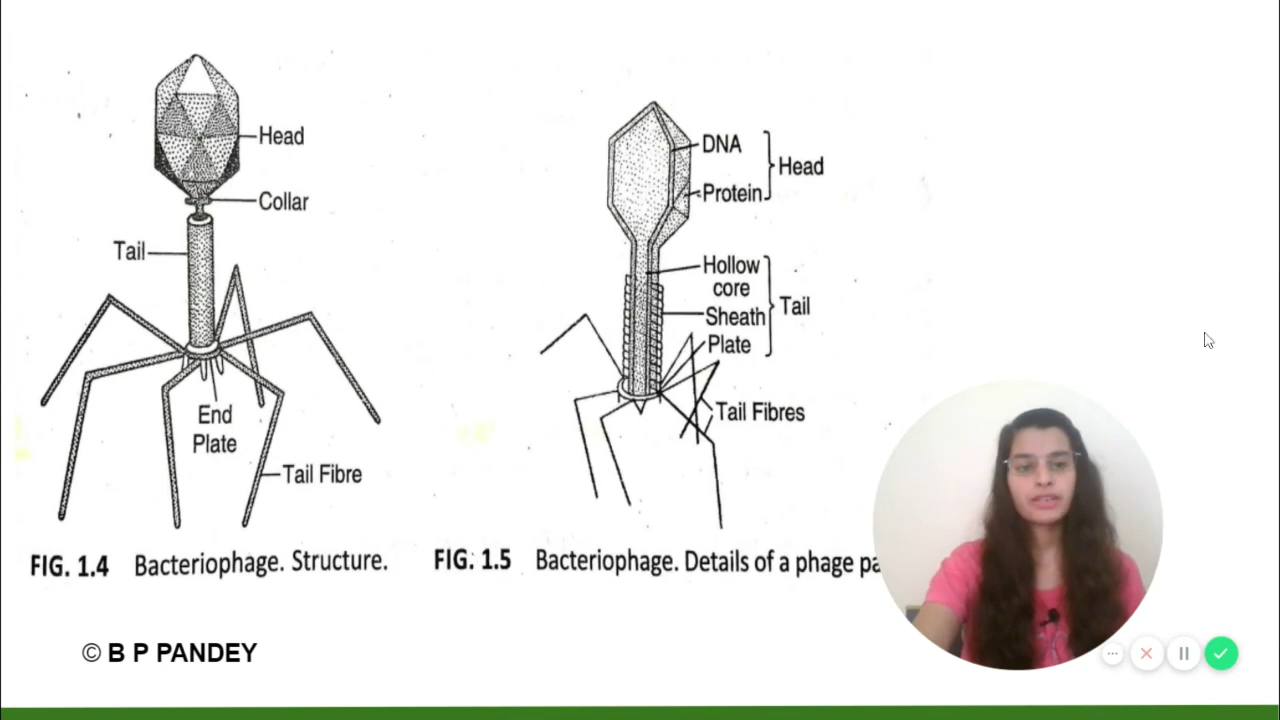 Head
Collar
Tail
End
Plate
Tail Fibre
FIG. 1.4 Bacteriophage. Structure.
DNA
Protein
Head
Hollow
core
Sheath
Plate
Tail
Tail Fibres
FIG. 1.5 Bacteriophage. Details of a phage pa
© B P PANDEY